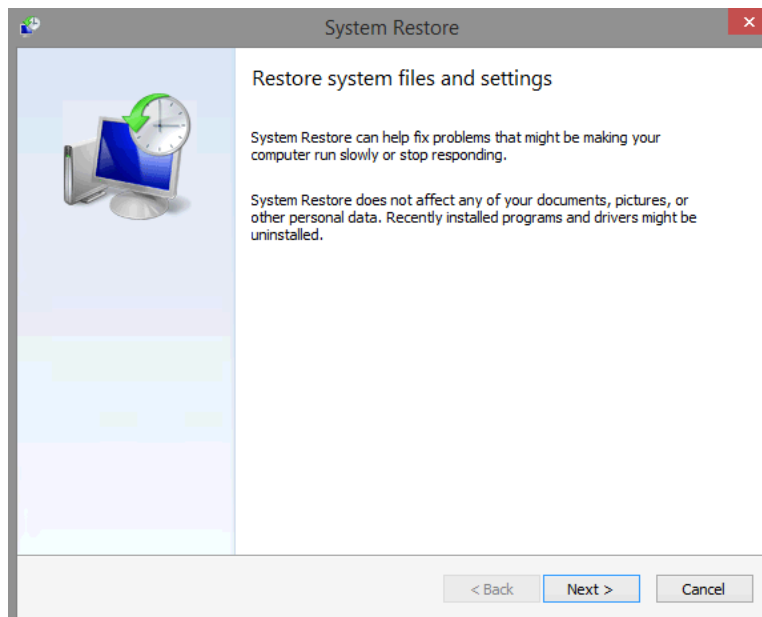 System Restore
Restore system files and settings
System Restore can help fix problems that might be making your
computer run slowly or stop responding.
System Restore does not affect any of your documents, pictures, or
other personal data. Recently installed programs and drivers might be
uninstalled.
< Back
Next >
Cancel